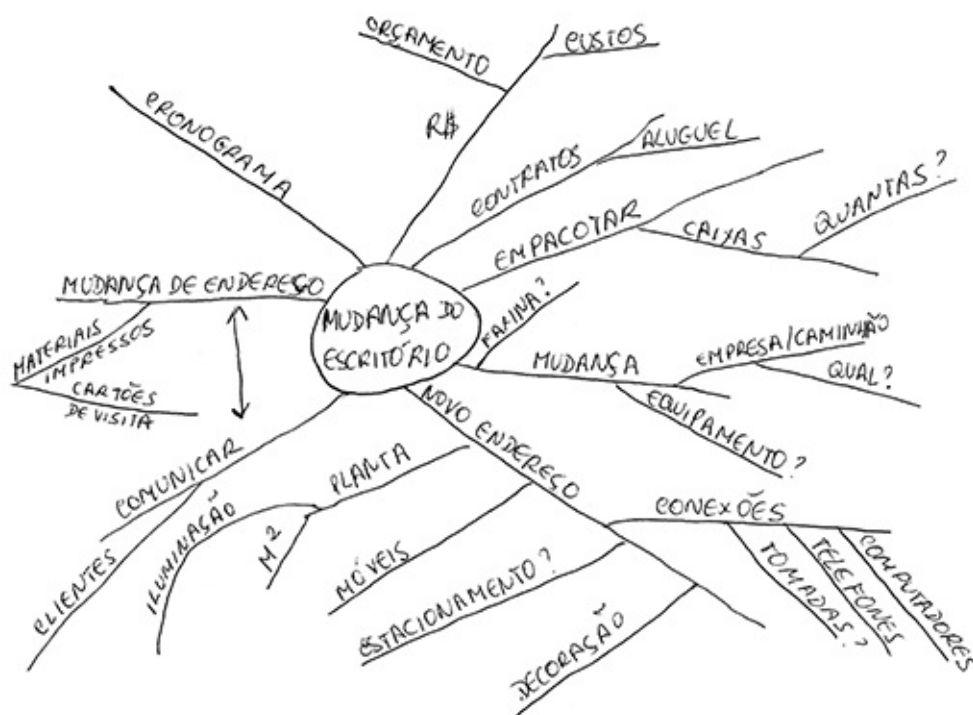 ORÇAMENTO
CUSTOS
R$
CRONOGRAMA
CONTRATOS
ALUGUEL
EMPACOTAR
CAIXAS
QUANTAS?
MUDANÇA DE ENDEREÇO
MATERIAIS
IMPRESSOS
CARTÕES
DE VISITA
MUDANÇA DO
ESCRITÓRIO
FAXINA?
MUDANÇA
EMPRESA/CAMINHÃO
QUAL?
EQUIPAMENTO?
NOVO ENDEREÇO
COMUNICAR
CLIENTES
PLANTA
ILUMINAÇÃO
M²
MÓVEIS
ESTACIONAMENTO?
DECORAÇÃO
CONEXÕES
TOMADAS?
TELEFONES
COMPUTADORES